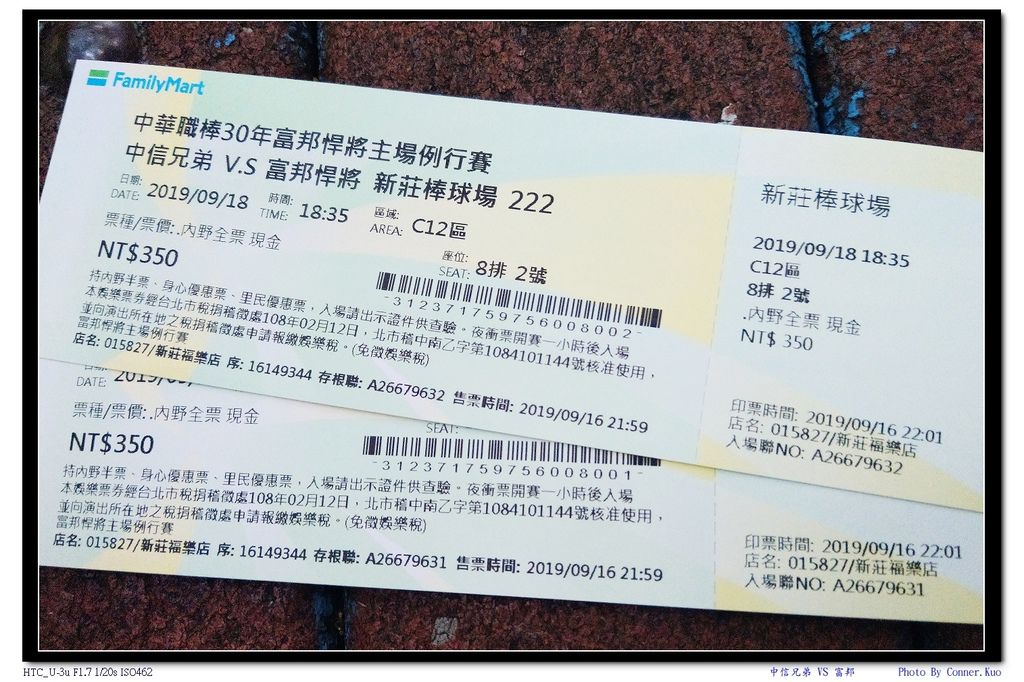 FamilyMart
中華職棒30年富邦悍將主場例行賽
中信兄弟 V.S 富邦悍將 新莊棒球場 222
日期:
DATE: 2019/09/18
時間:
TIME: 18:35
區域:
AREA: C12區
票種/票價:.內野全票 現金
NT$350
座位:
SEAT: 8排 2號
-3123717597560080​02-
持內野半票、身心優惠票、里民優惠票，入場請出示證件供查驗。夜衝票開賽一小時後入場
本娛樂票券經台北市稅捐稽徵處108年02月12日，北市稽中南乙字第1084101144號核准使用，
並向演出所在地之稅捐稽徵處申請報繳娛樂稅。(免徵娛樂稅)
富邦悍將主場例行賽
店名: 015827/新莊福樂店 序: 16149344 存根聯: A26679632 售票時間: 2019/09/16 21:59
新莊棒球場
2019/09/18 18:35
C12區
8排 2號
.內野全票 現金
NT$ 350
印票時間: 2019/09/16 22:01
店名: 015827/新莊福樂店
入場聯NO: A26679632
DATE:
票種/票價:.內野全票 現金
NT$350
SEAT:
-312371759756008001-
持內野半票、身心優惠票、里民優惠票，入場請出示證件供查驗。夜衝票開賽一小時後入場
本娛樂票券經台北市稅捐稽徵處108年02月12日，北市稽中南乙字第1084101144號核准使用，
並向演出所在地之稅捐稽徵處申請報繳娛樂稅。(免徵娛樂稅)
富邦悍將主場例行賽
店名: 015827/新莊福樂店 序: 16149344 存根聯: A26679631 售票時間: 2019/09/16 21:59
印票時間: 2019/09/16 22:01
店名: 015827/新莊福樂店
入場聯NO: A26679631
HTC_U-3u F1.7 1/20s ISO462
中信兄弟 VS 富邦
Photo By Conner.Kuo